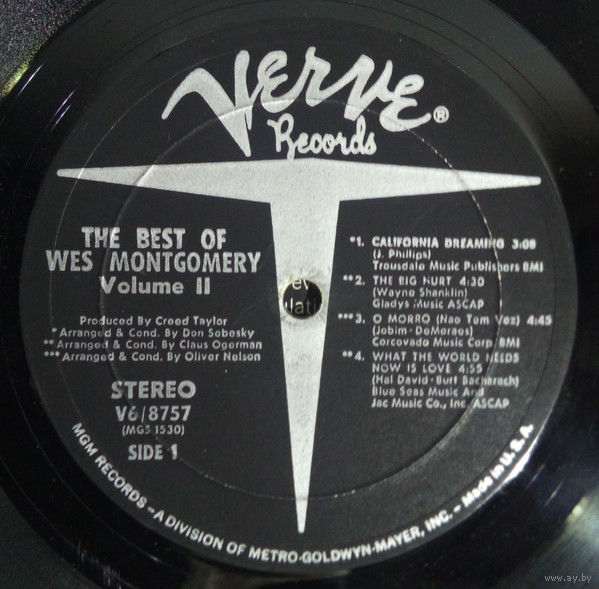 VERVE®
Records
THE BEST OF
WES MONTGOMERY
Volume II
Produced By Creed Taylor
*Arranged & Cond. By Don Sebesky
**Arranged & Cond. By Claus Ogerman
***Arranged & Cond. By Oliver Nelson
STEREO
V6/8757
(MGS 1530)
SIDE 1
*1. CALIFORNIA DREAMING 3:08
(J. Phillips)
Trousdale Music Publishers BMI
**2. THE BIG HURT 4:30
(Wayne Shanklin)
Gladys Music ASCAP
***3. O MORRO (Nao Tem Vez) 4:45
(Jobim-DeMoraes)
Corcovado Music Corp. BMI
**4. WHAT THE WORLD NEEDS
NOW IS LOVE 4:55
(Hal David-Burt Bacharach)
Blue Seas Music And
Jac Music Co., Inc. ASCAP
MGM RECORDS – A DIVISION OF METRO-GOLDWYN-MAYER, INC. – Made in U.S.A.
www.ay.by